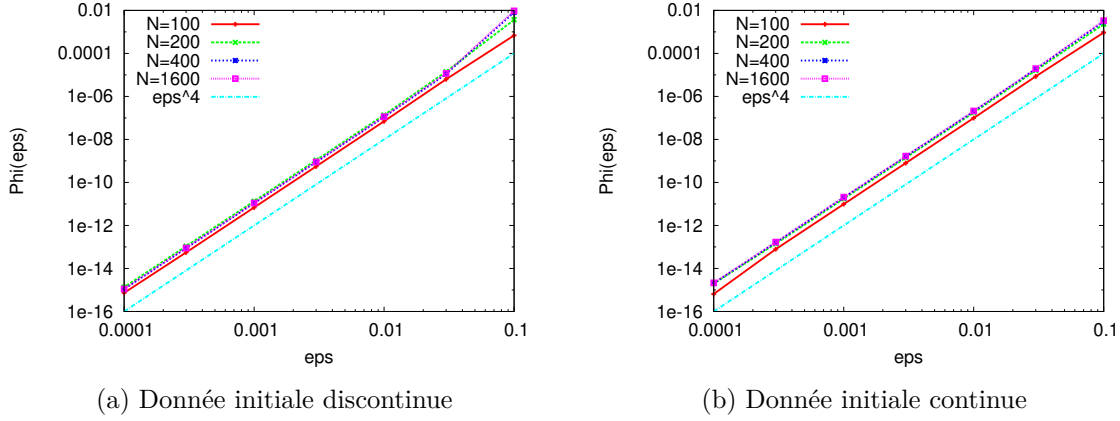 0.01
0.0001
1e-06
1e-08
1e-10
1e-12
1e-14
1e-16
Phi(eps)
N=100
N=200
N=400
N=1600
eps^4
0.0001
0.001
0.01
0.1
eps
(a) Donnée initiale discontinue
0.01
0.0001
1e-06
1e-08
1e-10
1e-12
1e-14
1e-16
Phi(eps)
N=100
N=200
N=400
N=1600
eps^4
0.0001
0.001
0.01
0.1
eps
(b) Donnée initiale continue